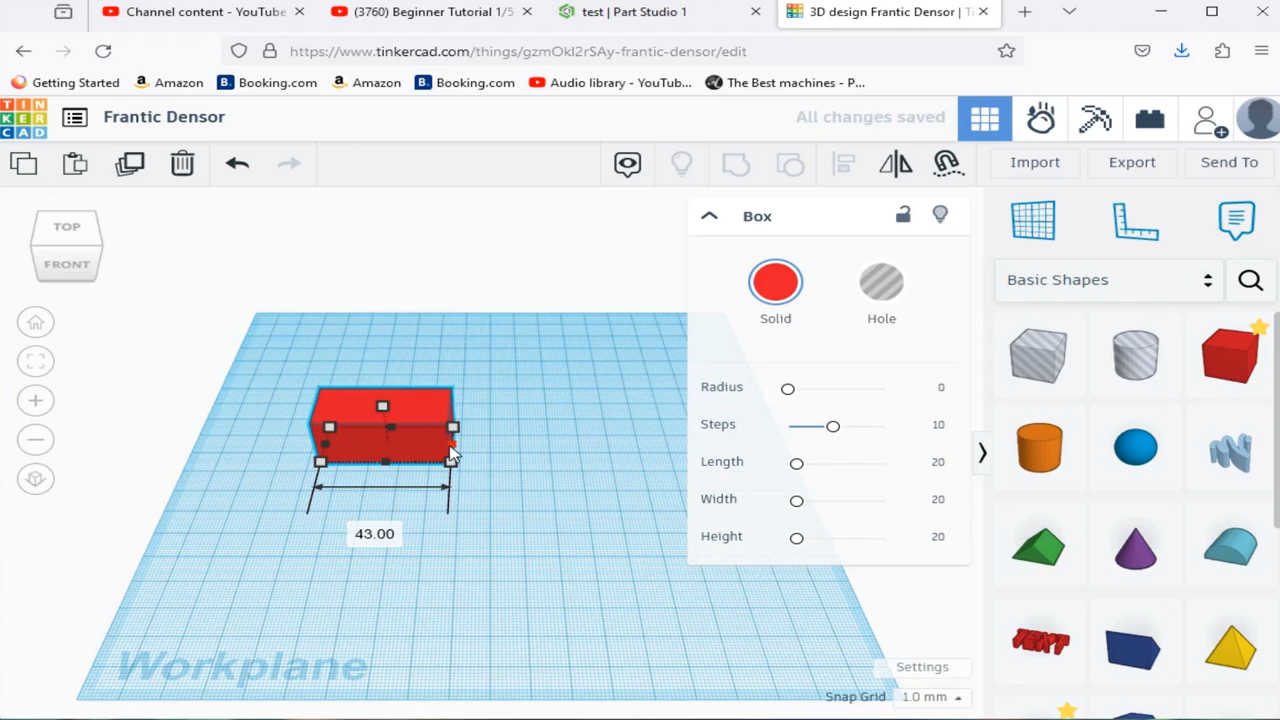 Channel content - YouTube
(3760) Beginner Tutorial 1/5
test | Part Studio 1
3D design Frantic Densor | Ti
https://www.tinkercad.com/things/gzmOkl2rSAy-frantic-densor/edit
Getting Started
Amazon
Booking.com
Amazon
Booking.com
Audio library - YouTub...
The Best machines - P...
TIN
KER
CAD
Frantic Densor
All changes saved
Import
Export
Send To
TOP
FRONT
Box
Solid
Hole
Radius 0
Steps 10
Length 20
Width 20
Height 20
Basic Shapes
43.00
TEXT
Workplane
Settings
Snap Grid 1.0 mm